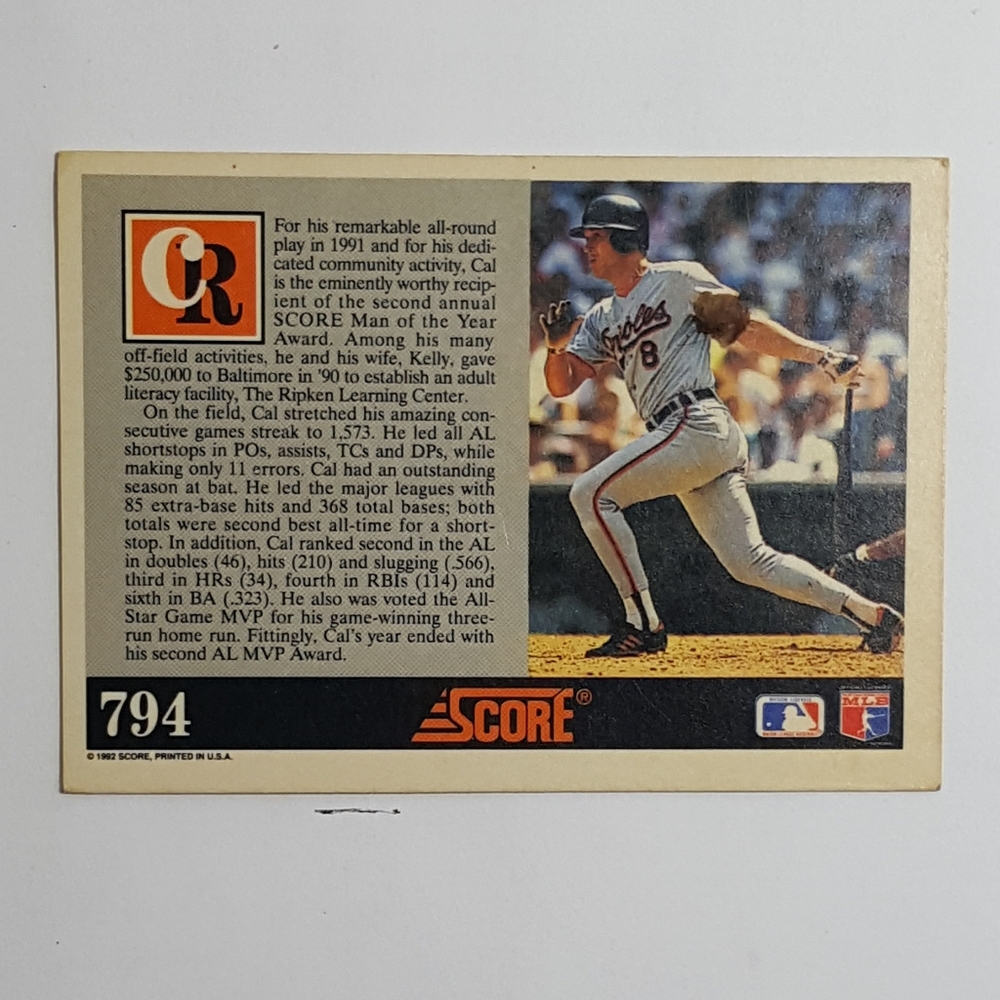 CR
For his remarkable all-round
play in 1991 and for his dedi-
cated community activity, Cal
is the eminently worthy recip-
ient of the second annual
SCORE Man of the Year
Award. Among his many
off-field activities, he and his wife, Kelly, gave
$250,000 to Baltimore in '90 to establish an adult
literacy facility, The Ripken Learning Center.
On the field, Cal stretched his amazing con-
secutive games streak to 1,573. He led all AL
shortstops in POs, assists, TCs and DPs, while
making only 11 errors. Cal had an outstanding
season at bat. He led the major leagues with
85 extra-base hits and 368 total bases; both
totals were second best all-time for a short-
stop. In addition, Cal ranked second in the AL
in doubles (46), hits (210) and slugging (.566),
third in HRs (34), fourth in RBIs (114) and
sixth in BA (.323). He also was voted the All-
Star Game MVP for his game-winning three-
run home run. Fittingly, Cal's year ended with
his second AL MVP Award.
Orioles
8
794
SCORE®
MLB
© 1992 SCORE, PRINTED IN U.S.A.